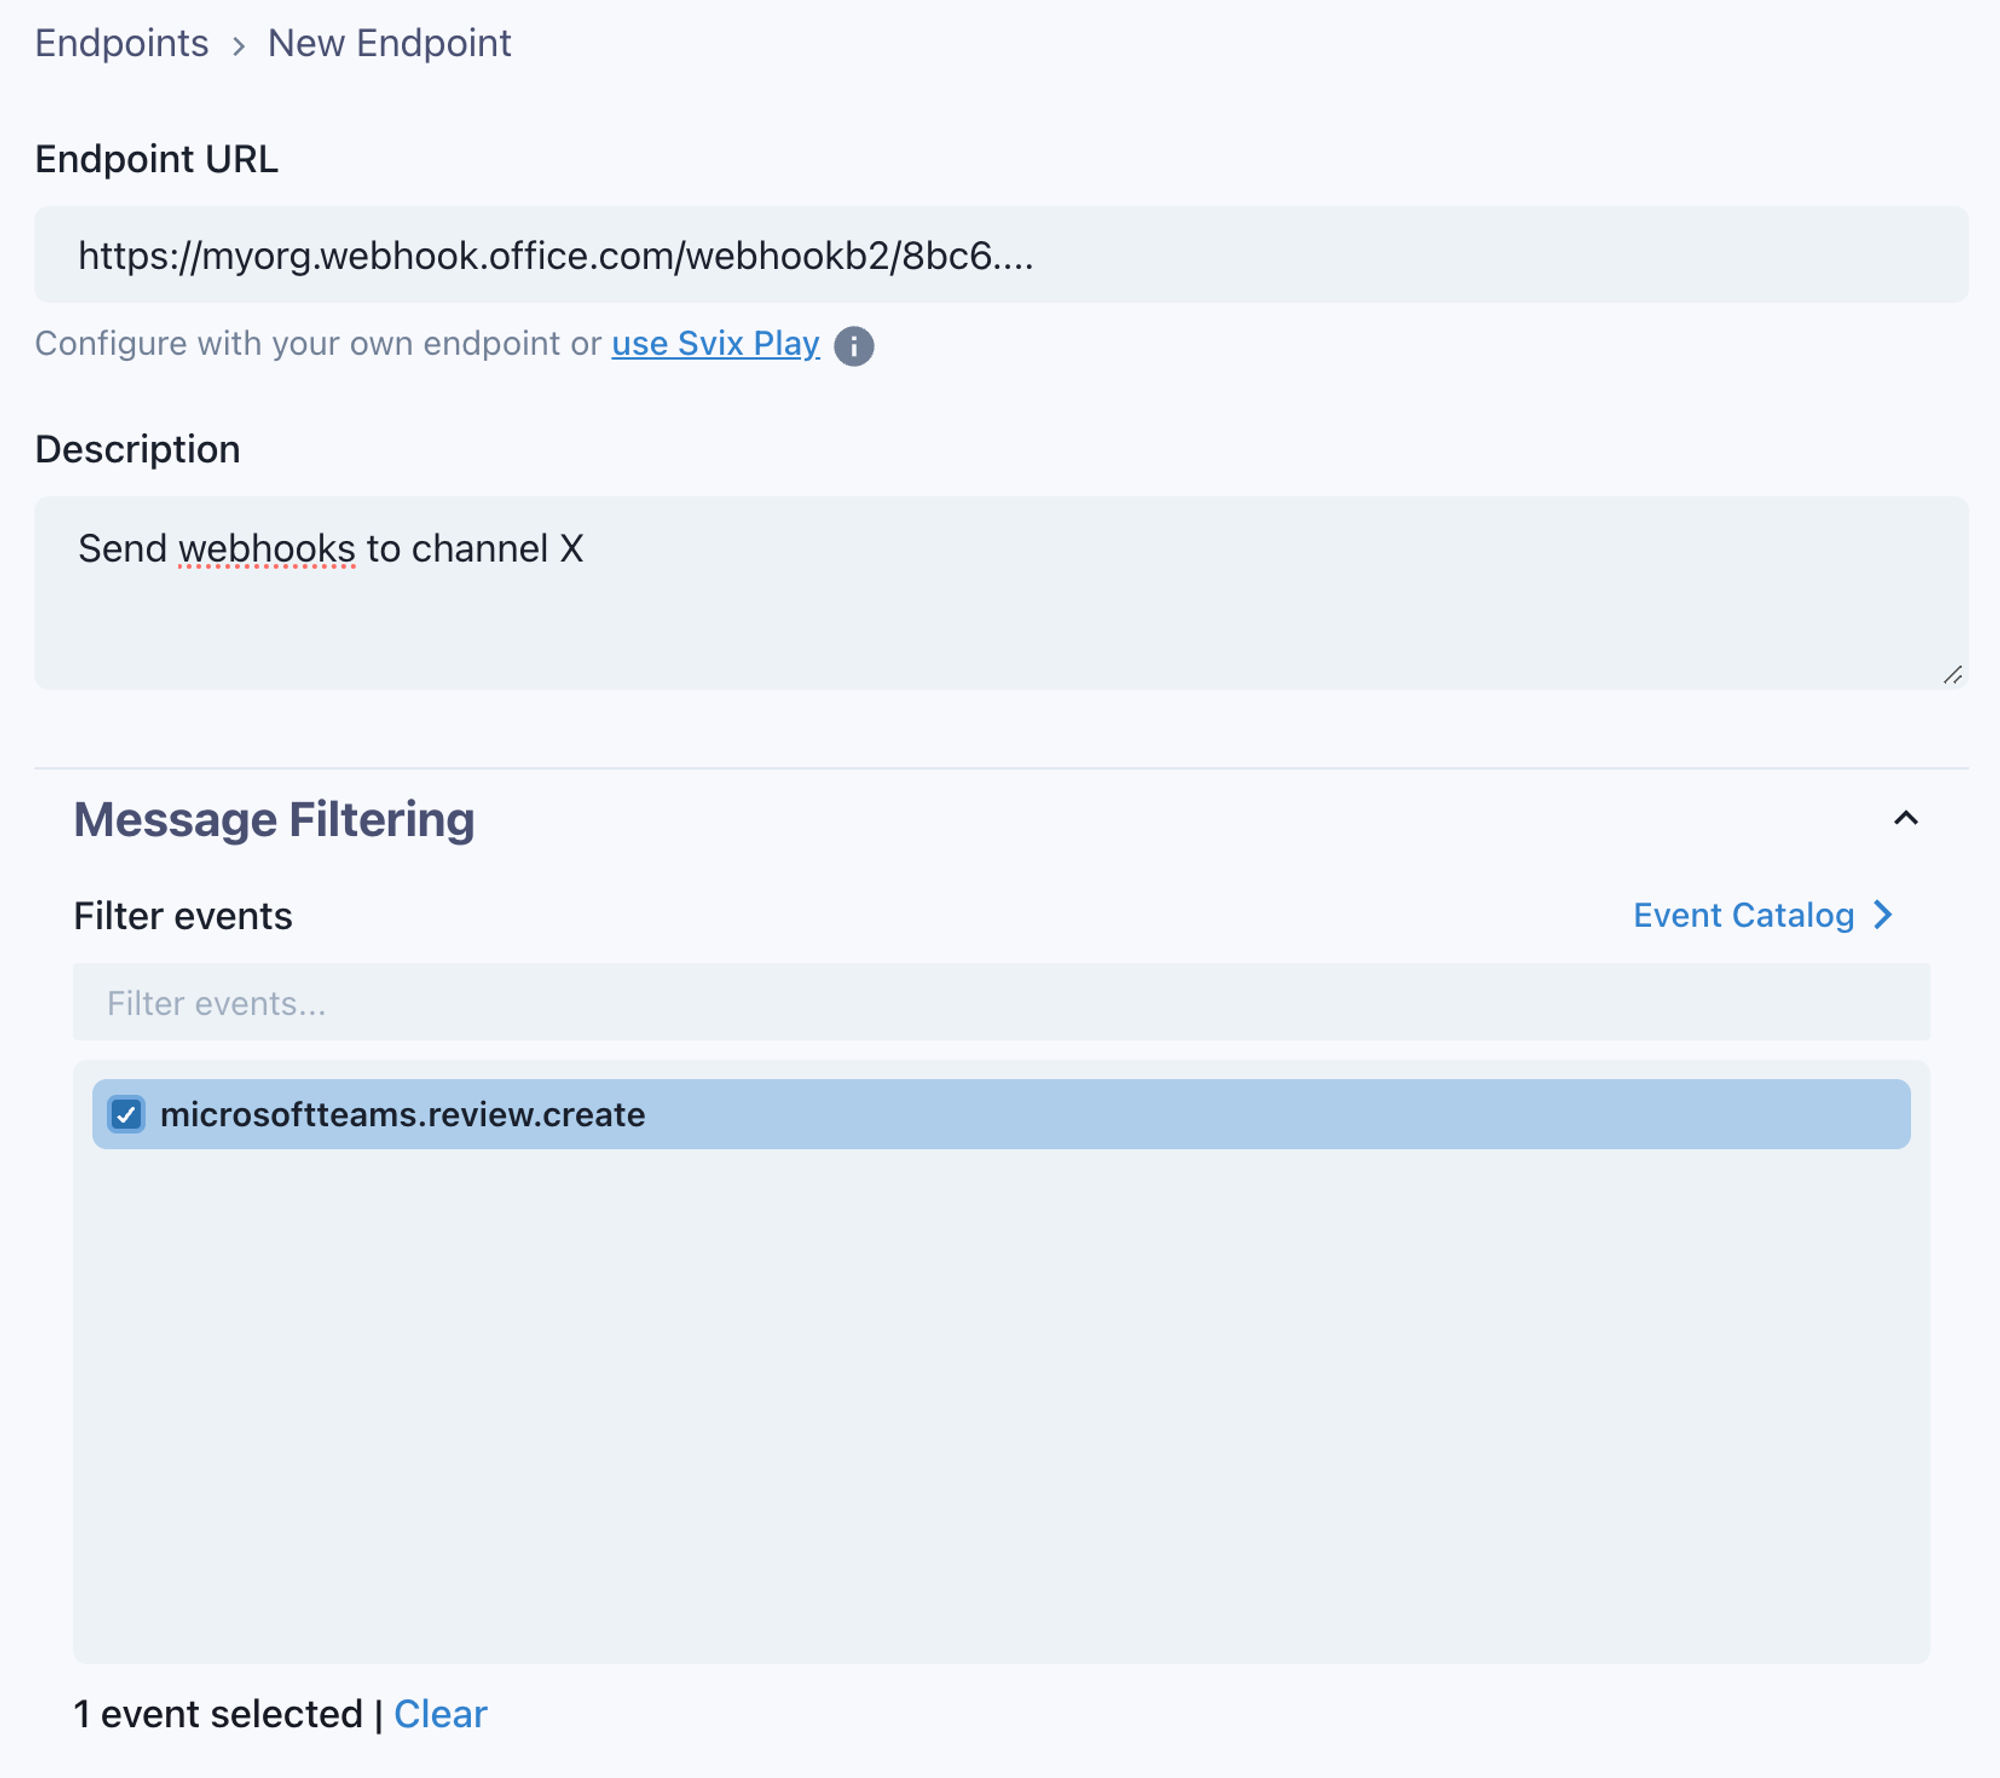 Endpoints › New Endpoint
Endpoint URL
https://myorg.webhook.office.com/webhookb2/8bc6....
Configure with your own endpoint or use Svix Play
Description
Send webhooks to channel X
Message Filtering
Filter events
Event Catalog
Filter events...
microsoftteams.review.create
1 event selected | Clear